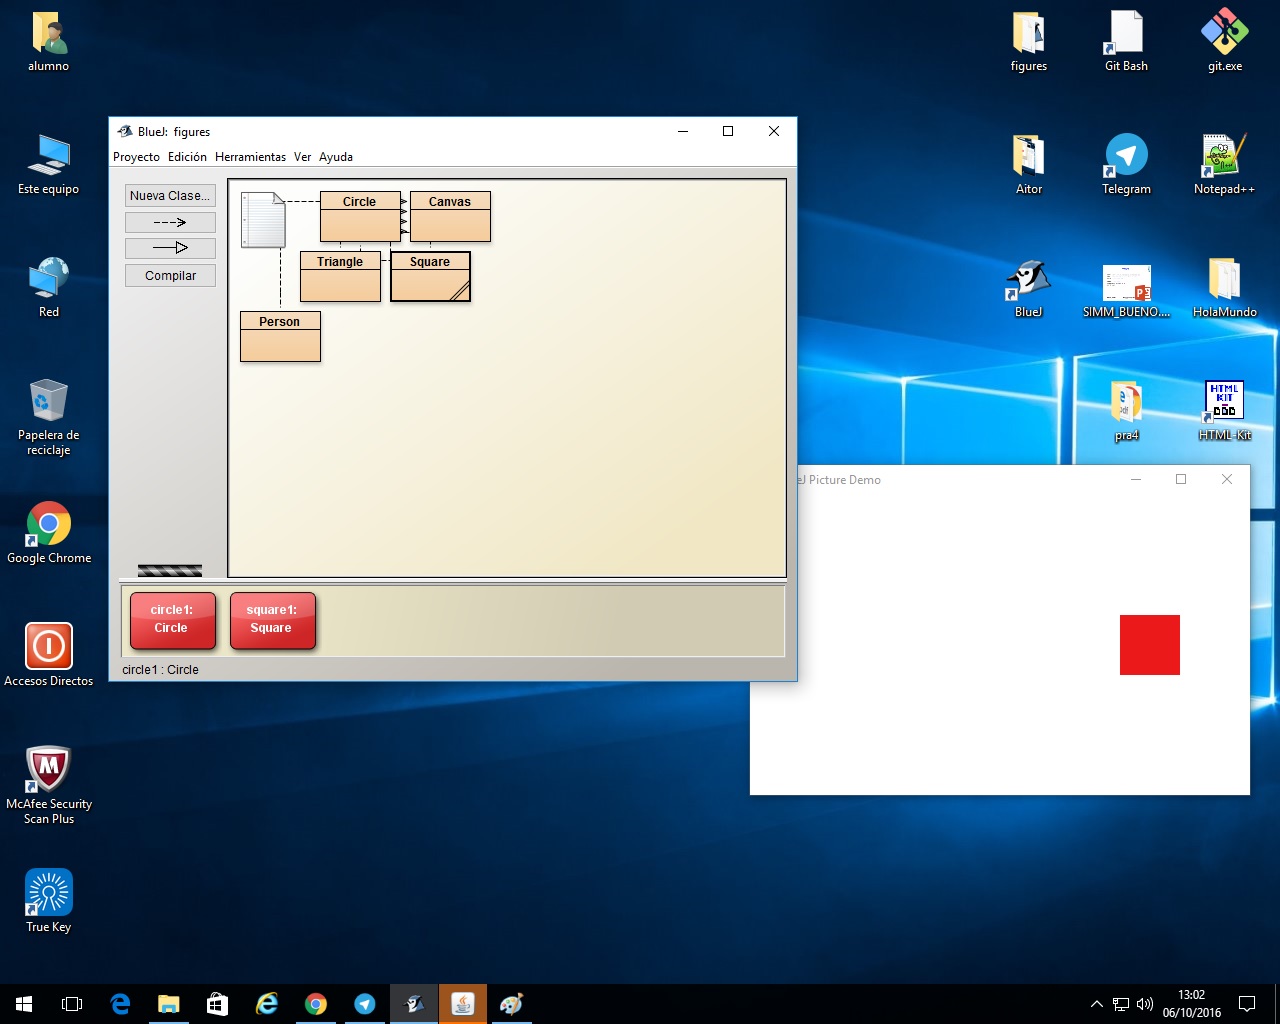 alumno
figures
Git Bash
git.exe
BlueJ: figures
Proyecto Edición Herramientas Ver Ayuda
Nueva Clase...
Compilar
Circle
Canvas
Triangle
Square
Person
circle1:
Circle
square1:
Square
circle1 : Circle
Este equipo
Aitor
Telegram
Notepad++
Red
BlueJ
SIMM_BUENO....
HolaMundo
Papelera de
reciclaje
pra4
HTML
KIT
HTML-Kit
J Picture Demo
Google Chrome
Accesos Directos
McAfee Security
Scan Plus
True Key
13:02
06/10/2016